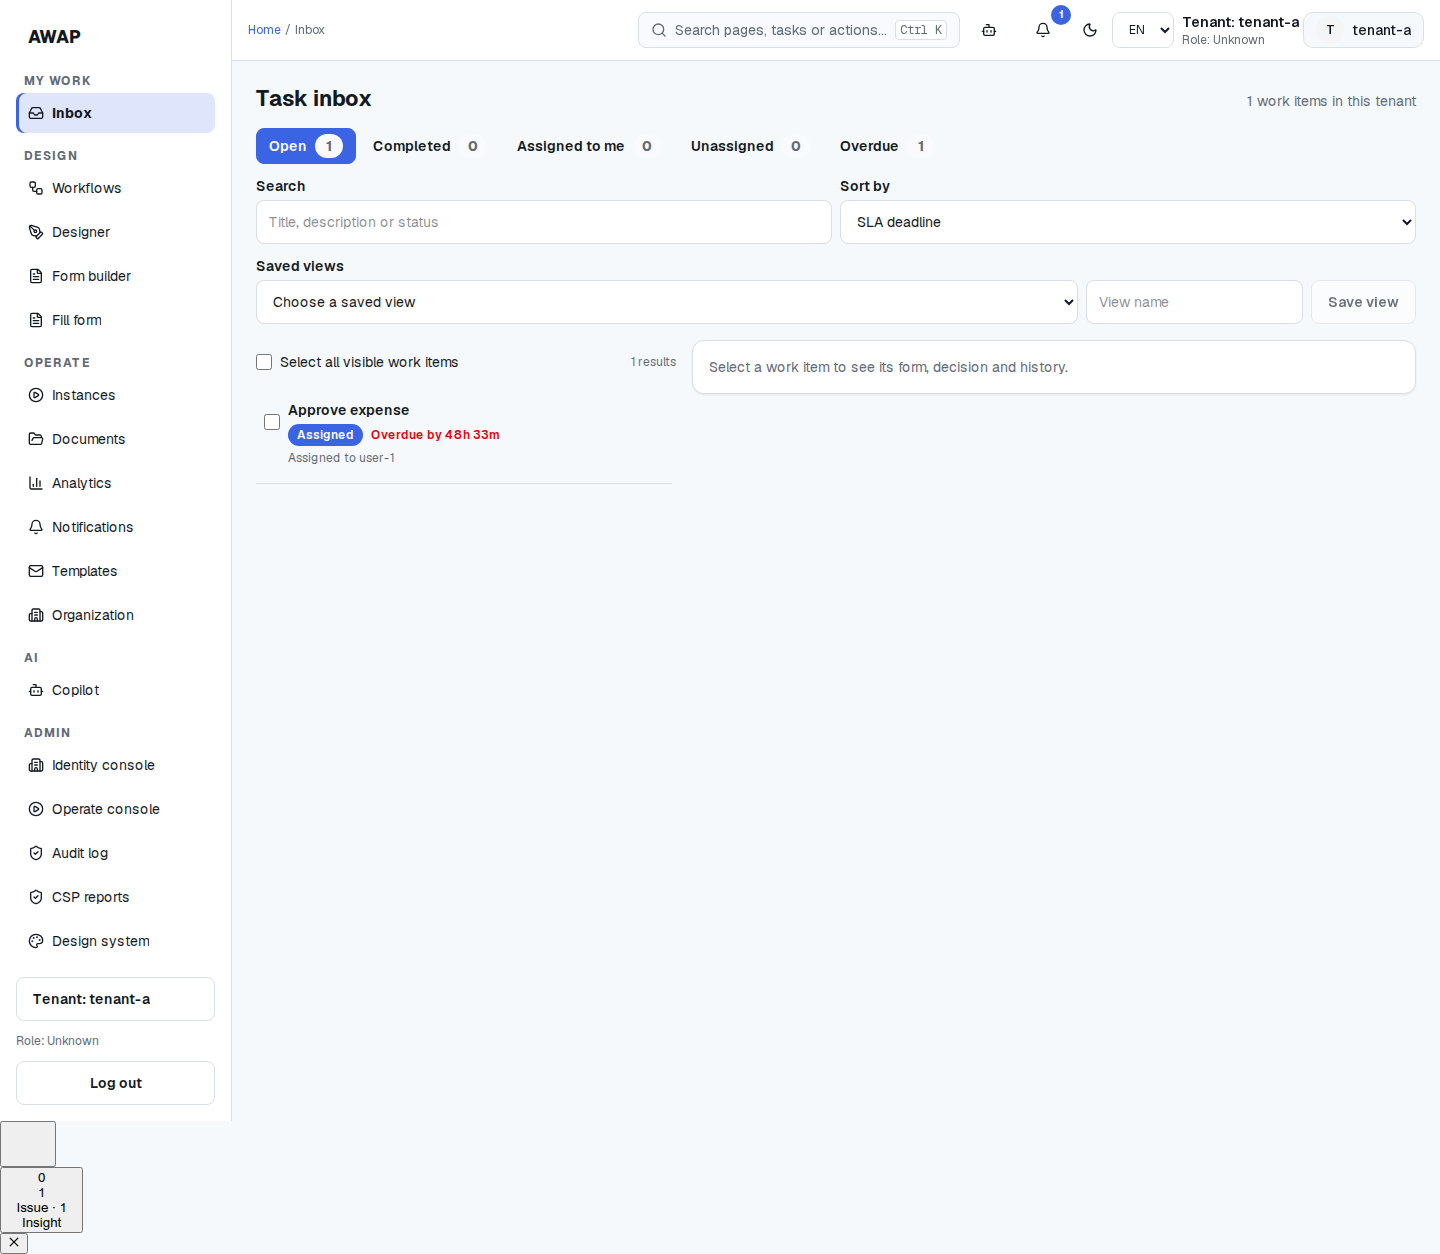 AWAP
MY WORK
Inbox
DESIGN
Workflows
Designer
Form builder
Fill form
OPERATE
Instances
Documents
Analytics
Notifications
Templates
Organization
AI
Copilot
ADMIN
Identity console
Operate console
Audit log
CSP reports
Design system
Tenant: tenant-a
Role: Unknown
Log out
Home / Inbox
Search pages, tasks or actions... Ctrl K
1
EN
Tenant: tenant-a
Role: Unknown
T tenant-a
Task inbox
1 work items in this tenant
Open 1 Completed 0 Assigned to me 0 Unassigned 0 Overdue 1
Search
Title, description or status
Sort by
SLA deadline
Saved views
Choose a saved view
View name
Save view
Select all visible work items
1 results
Approve expense
Assigned Overdue by 48h 33m
Assigned to user-1
Select a work item to see its form, decision and history.
0
1
Issue · 1
Insight